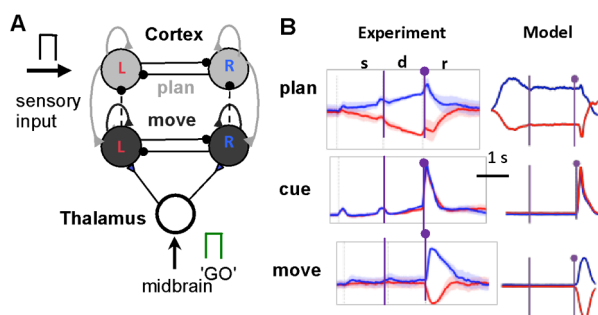 A
Cortex
L
R
sensory
input
plan
move
L
R
Thalamus
'GO'
midbrain
B
Experiment
Model
s
d
r
plan
1 s
cue
move